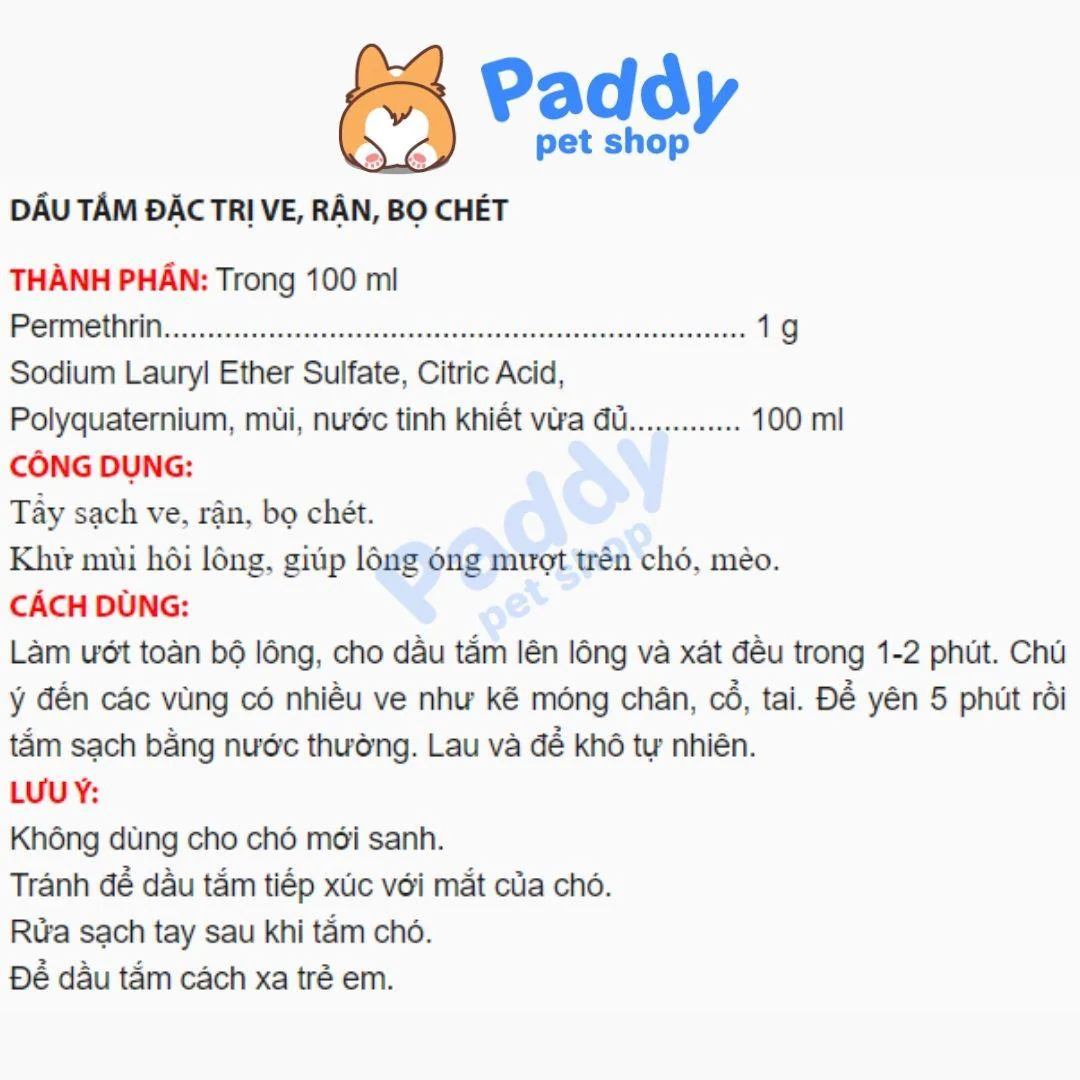 Paddy
pet shop
DẦU TẮM ĐẶC TRỊ VE, RẬN, BỌ CHÉT
THÀNH PHẦN: Trong 100 ml
Permethrin................................................................... 1 g
Sodium Lauryl Ether Sulfate, Citric Acid,
Polyquaternium, mùi, nước tinh khiết vừa đủ............. 100 ml
CÔNG DỤNG:
Tẩy sạch ve, rận, bọ chét.
Khử mùi hôi lông, giúp lông óng mượt trên chó, mèo.
CÁCH DÙNG:
Làm ướt toàn bộ lông, cho dầu tắm lên lông và xát đều trong 1-2 phút. Chú
ý đến các vùng có nhiều ve như kẽ móng chân, cổ, tai. Để yên 5 phút rồi
tắm sạch bằng nước thường. Lau và để khô tự nhiên.
LƯU Ý:
Không dùng cho chó mới sanh.
Tránh để dầu tắm tiếp xúc với mắt của chó.
Rửa sạch tay sau khi tắm chó.
Để dầu tắm cách xa trẻ em.
Paddy
pet shop